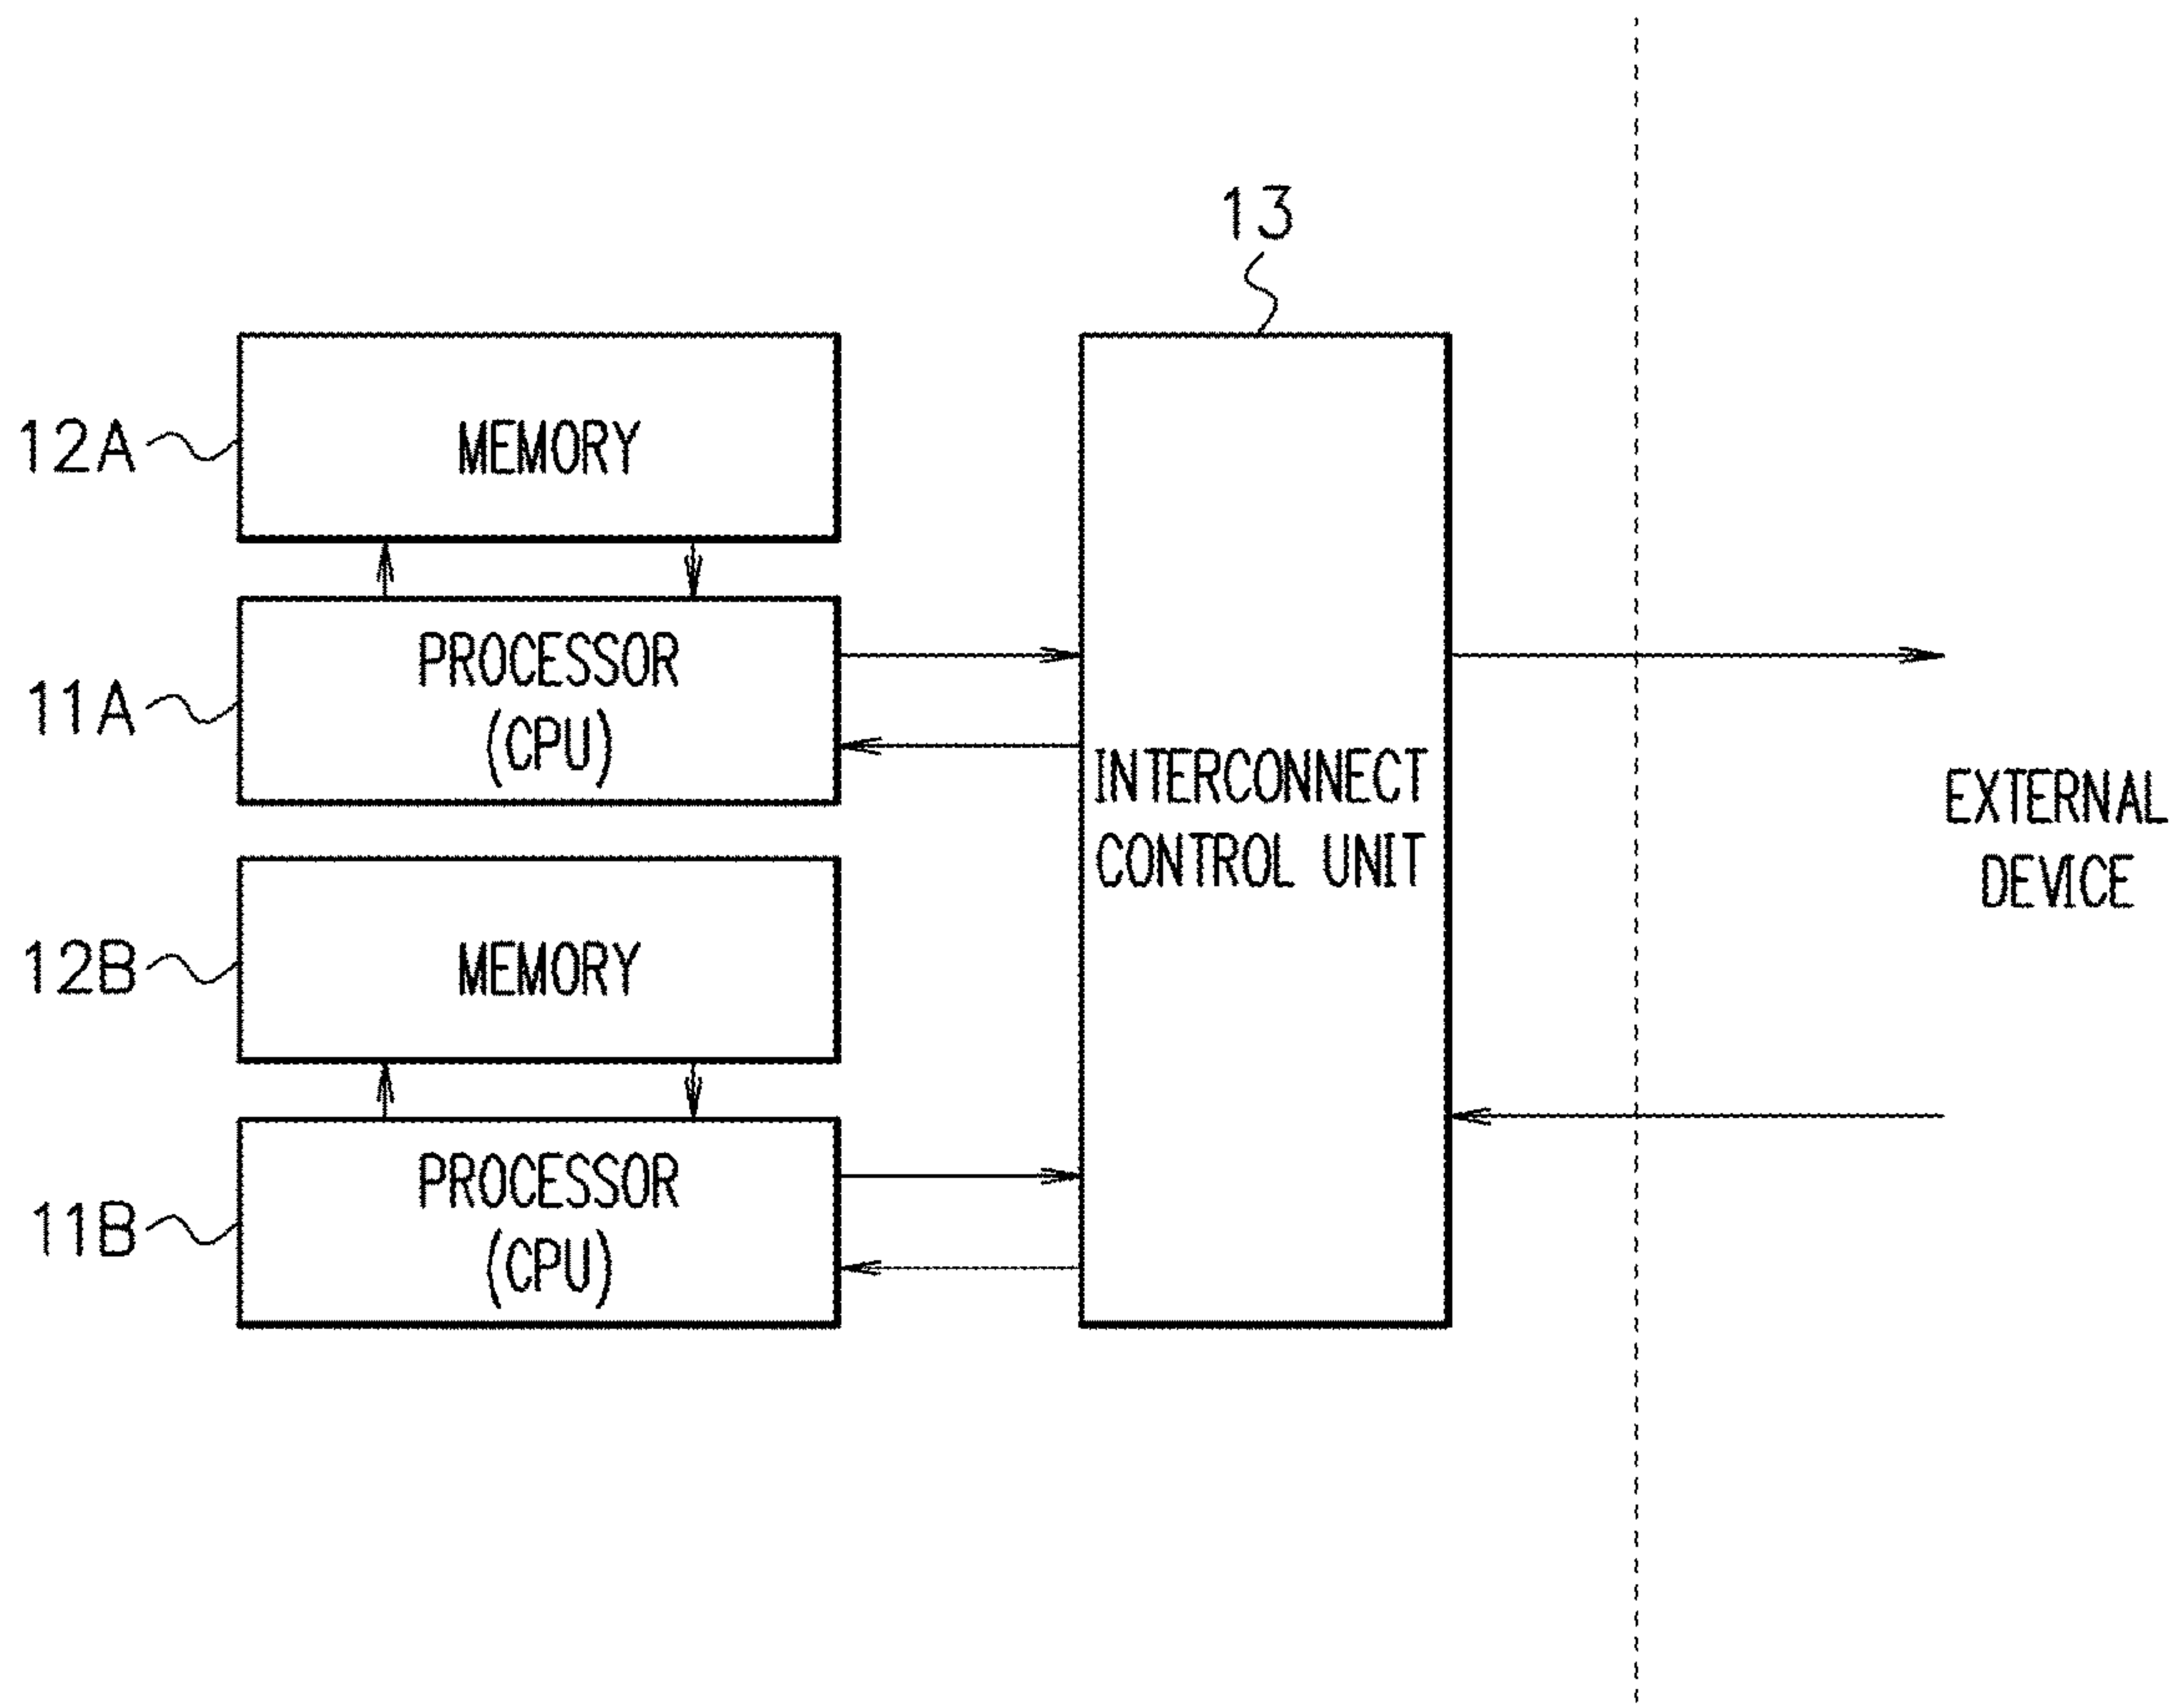 13
12A
MEMORY
11A
PROCESSOR
(CPU)
12B
MEMORY
11B
PROCESSOR
(CPU)
INTERCONNECT
CONTROL UNIT
EXTERNAL
DEVICE